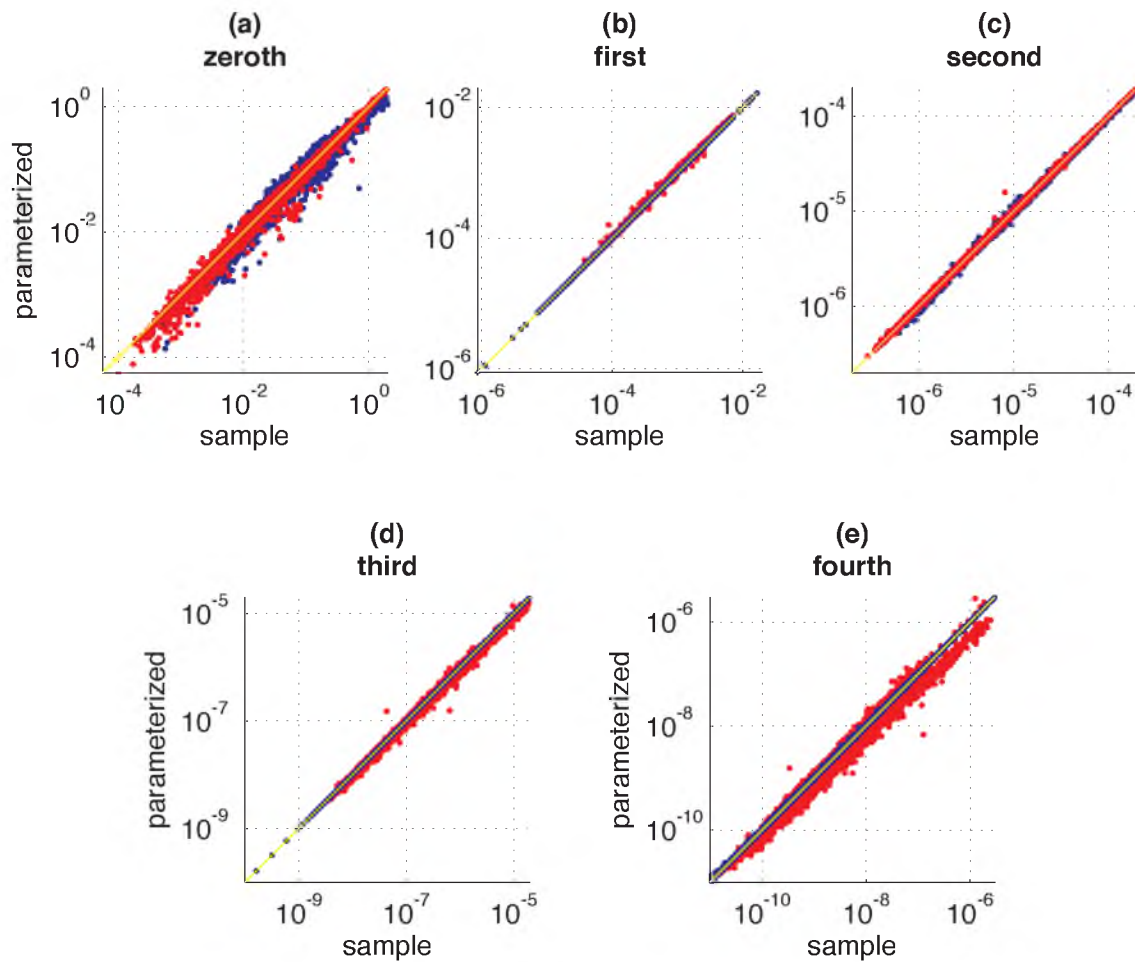 (a)
zeroth
parameterized
10^0
10^-2
10^-4
10^-4
10^-2
10^0
sample
(b)
first
10^-2
10^-4
10^-6
10^-6
10^-4
10^-2
sample
(c)
second
10^-4
10^-5
10^-6
10^-6
10^-5
10^-4
sample
(d)
third
parameterized
10^-5
10^-7
10^-9
10^-9
10^-7
10^-5
sample
(e)
fourth
parameterized
10^-6
10^-8
10^-10
10^-10
10^-8
10^-6
sample